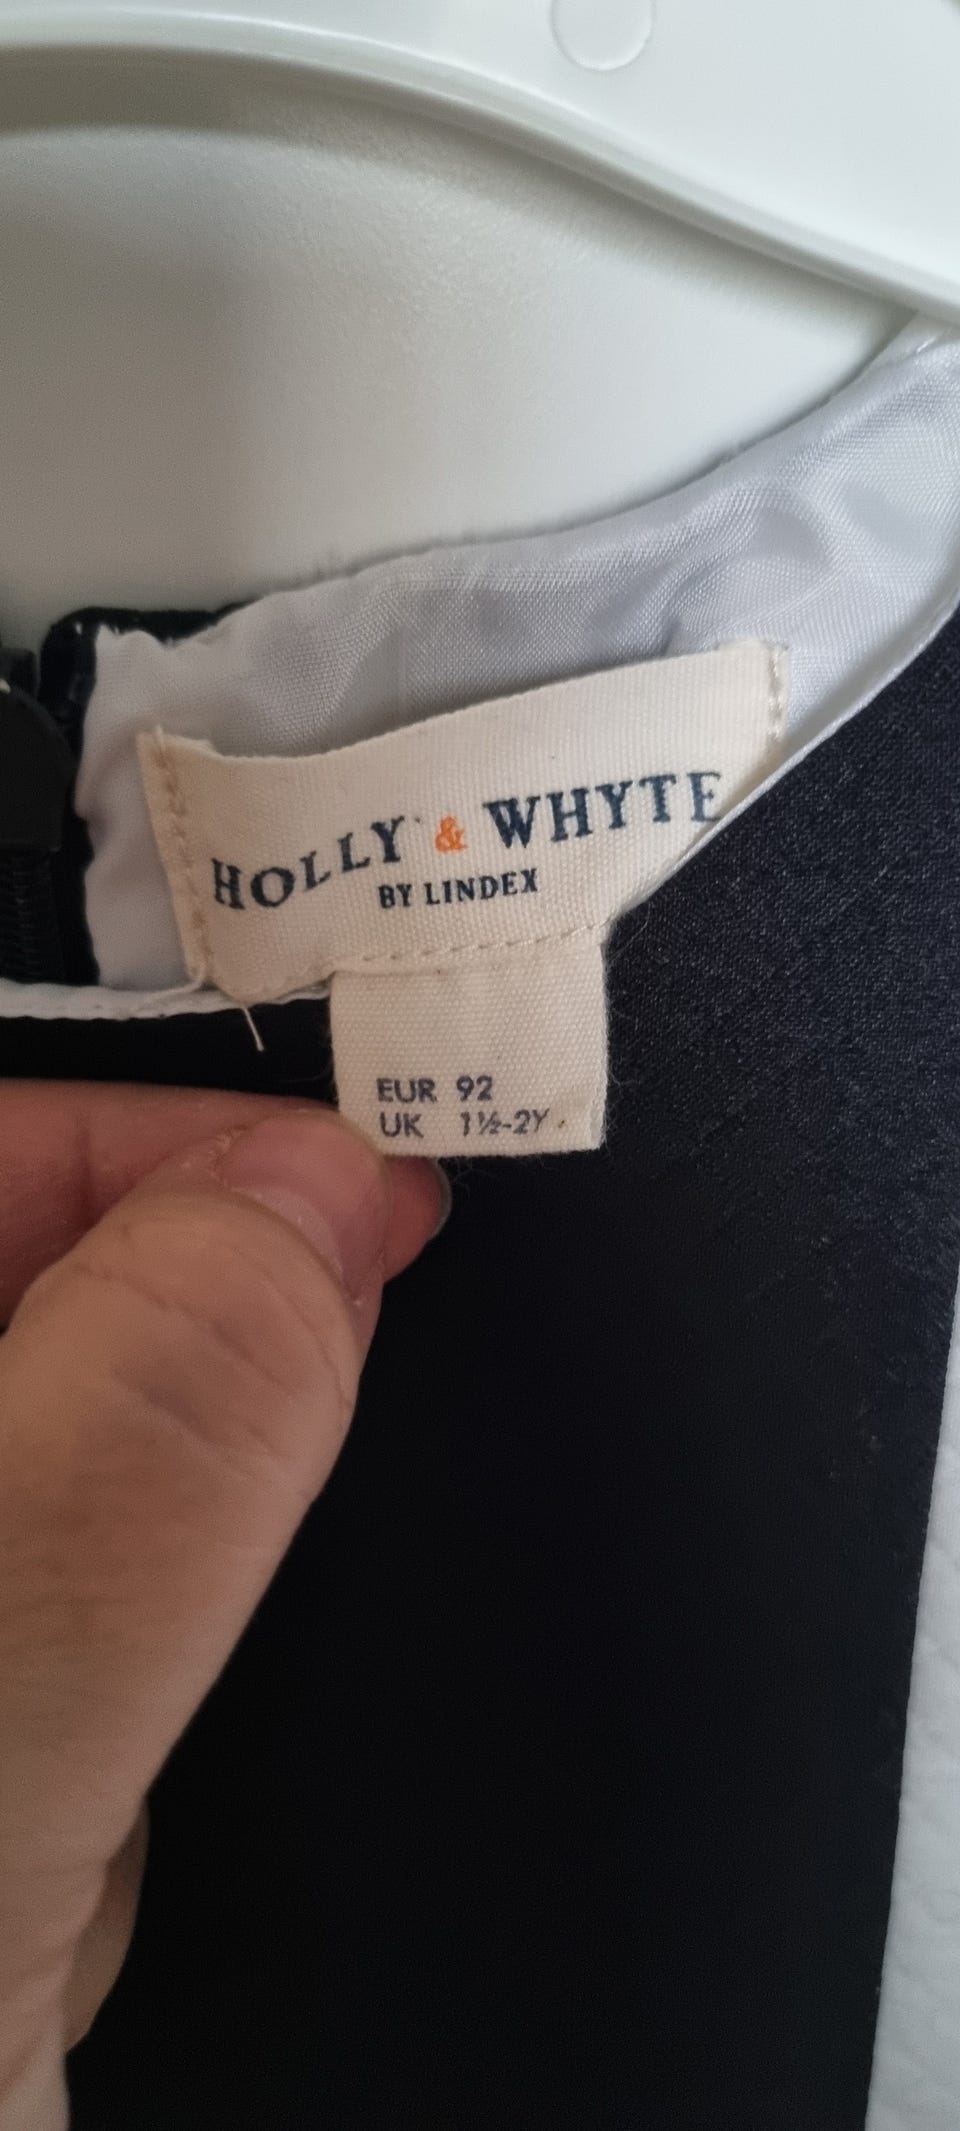 HOLLY & WHYTE
BY LINDEX
EUR 92
UK 1½-2Y